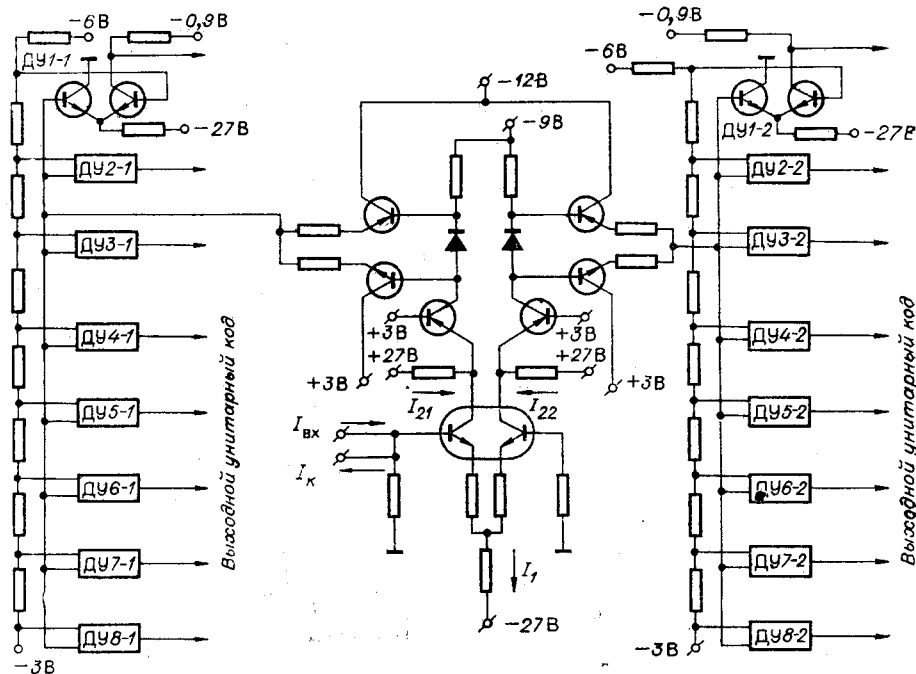 −6В
−0,9В
ДУ1-1
−27В
ДУ2-1
ДУ3-1
ДУ4-1
ДУ5-1
ДУ6-1
ДУ7-1
ДУ8-1
−3В
Выходной унитарный код
−12В
−9В
+3В
+27В
+3В
+3В
+27В
+3В
I21
I22
Iвх
Iк
I1
−27В
−0,9В
−6В
ДУ1-2
−27В
ДУ2-2
ДУ3-2
ДУ4-2
ДУ5-2
ДУ6-2
ДУ7-2
ДУ8-2
−3В
Выходной унитарный код